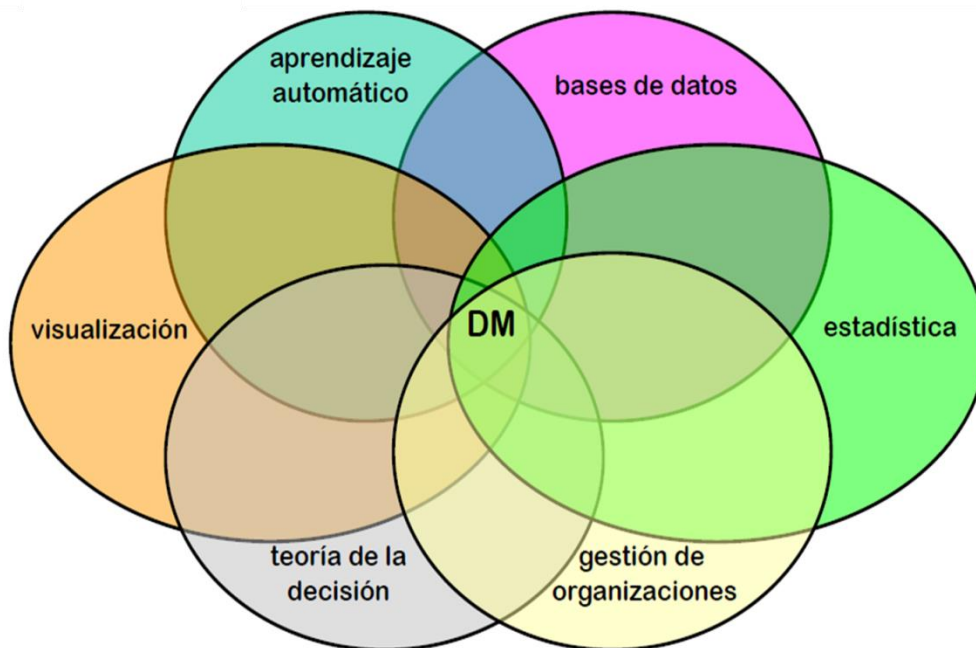 aprendizaje
automático
bases de datos
visualización
DM
estadística
teoría de la
decisión
gestión de
organizaciones